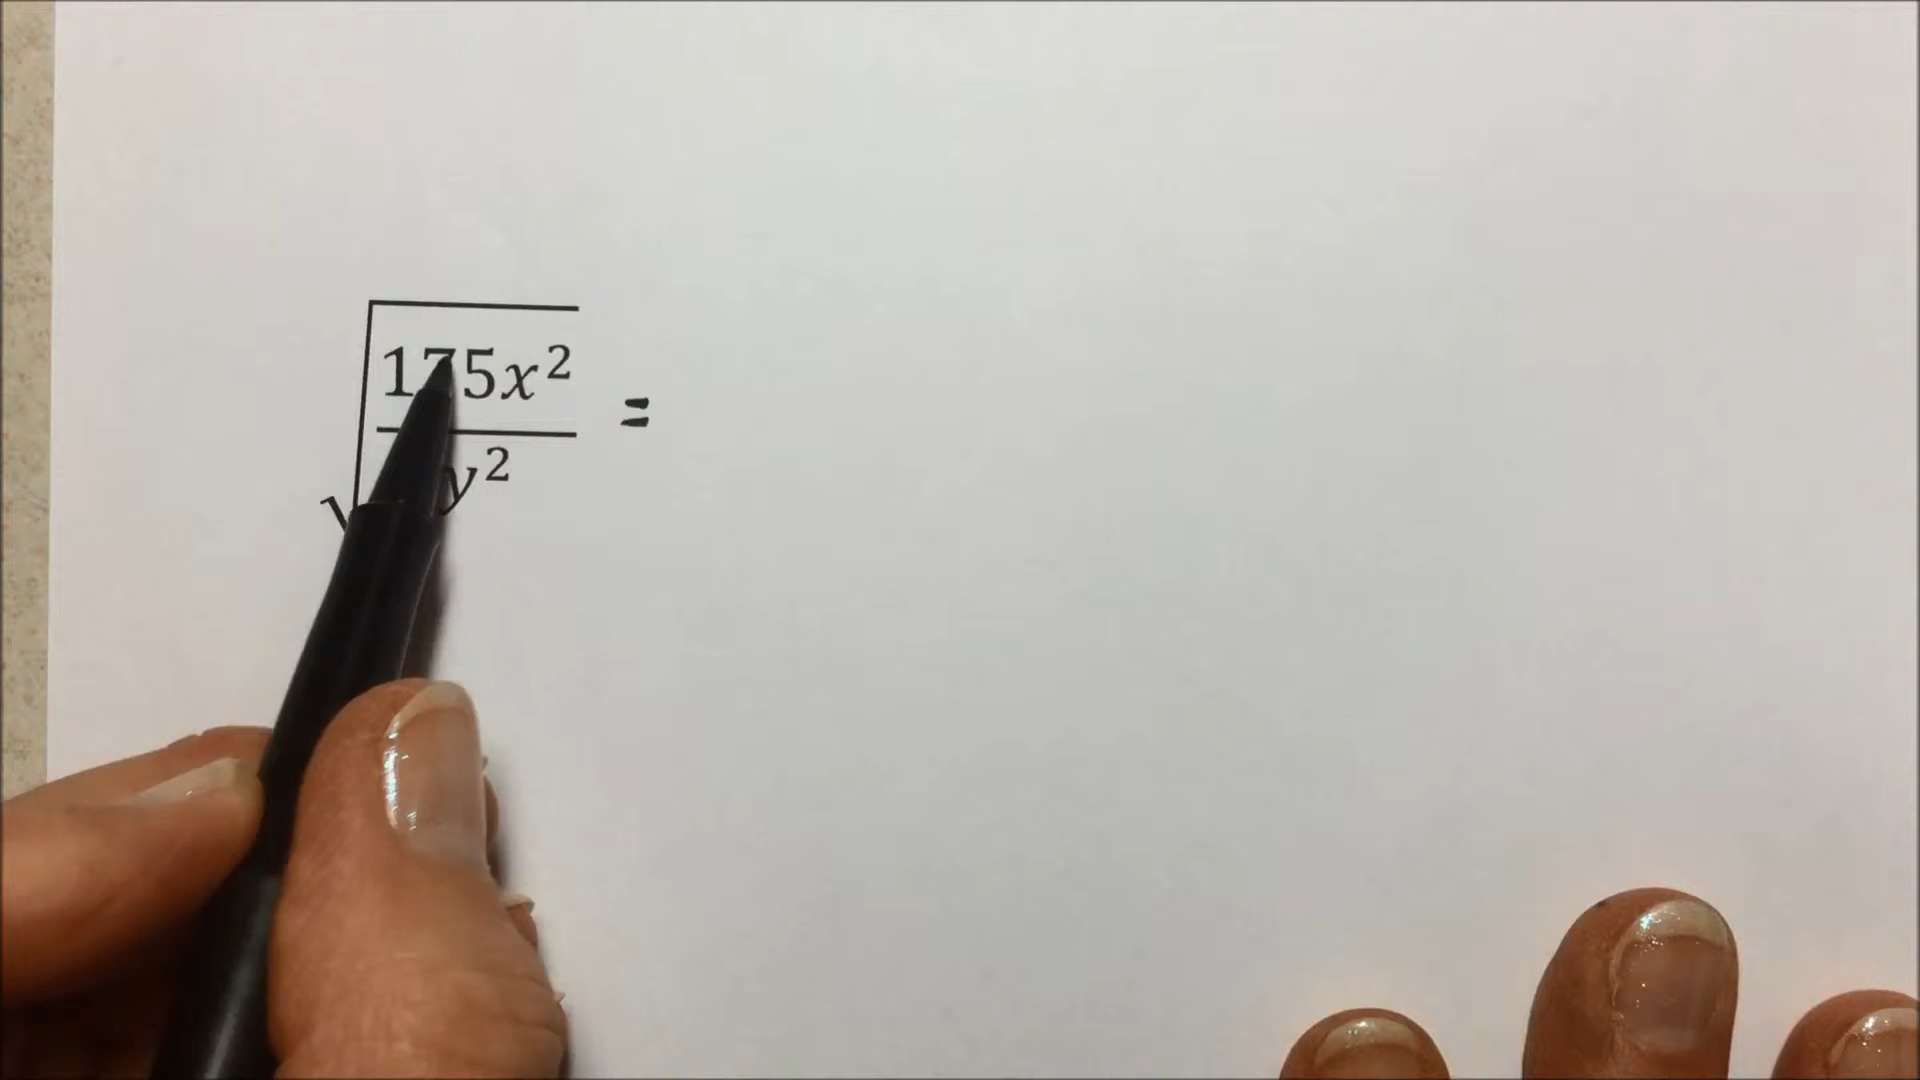 √(175x²/y²) =